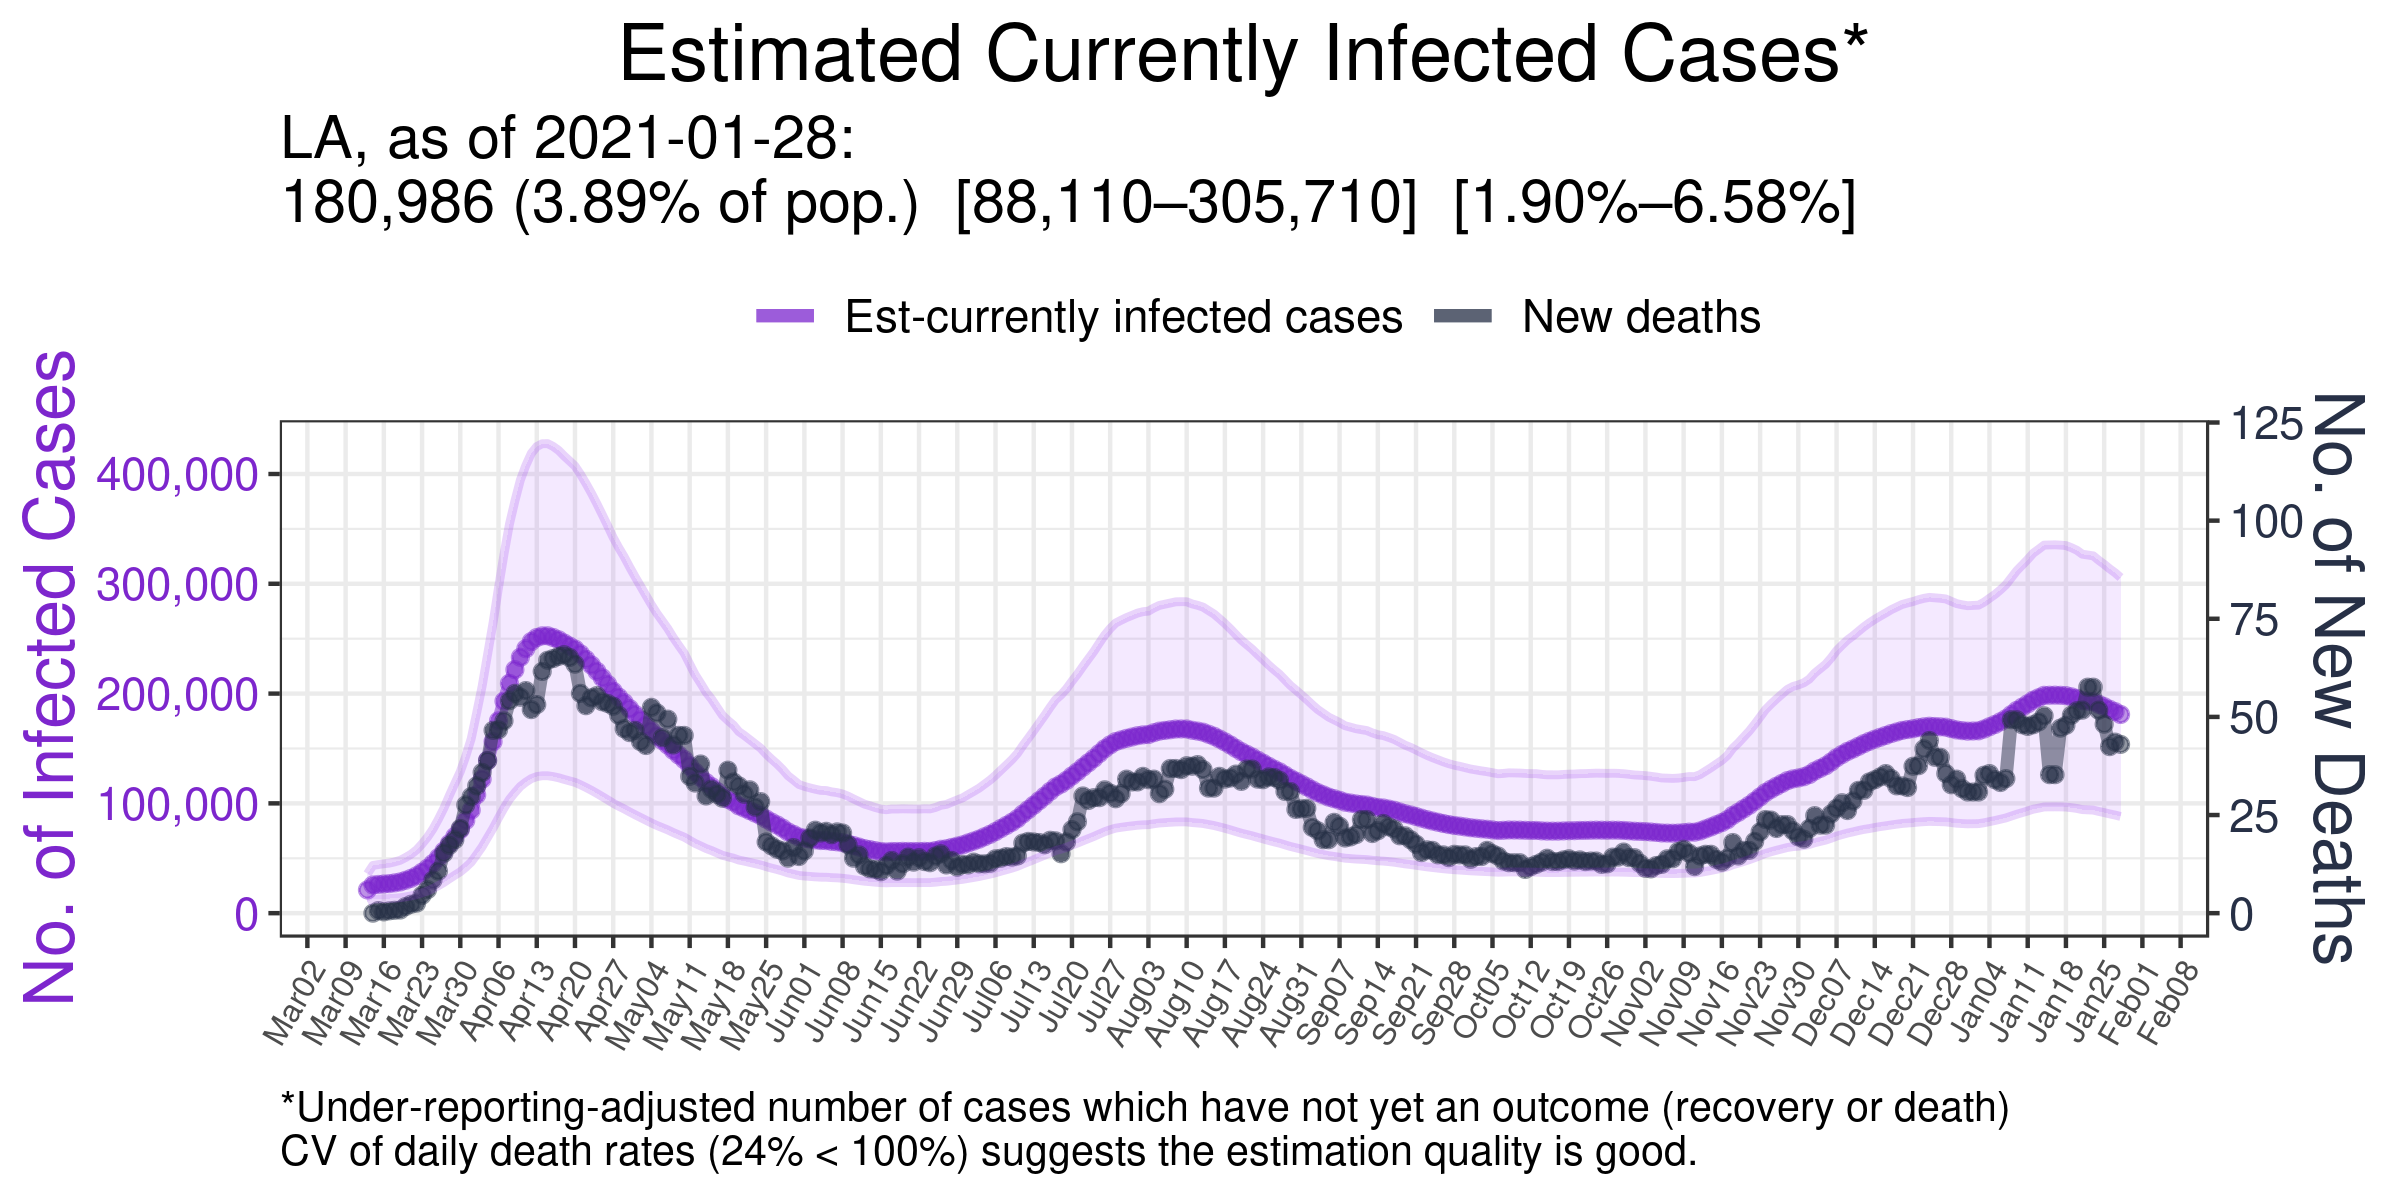 Estimated Currently Infected Cases*
LA, as of 2021-01-28:
180,986 (3.89% of pop.)  [88,110–305,710]  [1.90%–6.58%]
Est-currently infected cases
New deaths
No. of Infected Cases
400,000
300,000
200,000
100,000
0
125
100
75
50
25
0
No. of New Deaths
Mar02
Mar09
Mar16
Mar23
Mar30
Apr06
Apr13
Apr20
Apr27
May04
May11
May18
May25
Jun01
Jun08
Jun15
Jun22
Jun29
Jul06
Jul13
Jul20
Jul27
Aug03
Aug10
Aug17
Aug24
Aug31
Sep07
Sep14
Sep21
Sep28
Oct05
Oct12
Oct19
Oct26
Nov02
Nov09
Nov16
Nov23
Nov30
Dec07
Dec14
Dec21
Dec28
Jan04
Jan11
Jan18
Jan25
Feb01
Feb08
*Under-reporting-adjusted number of cases which have not yet an outcome (recovery or death)
CV of daily death rates (24% < 100%) suggests the estimation quality is good.